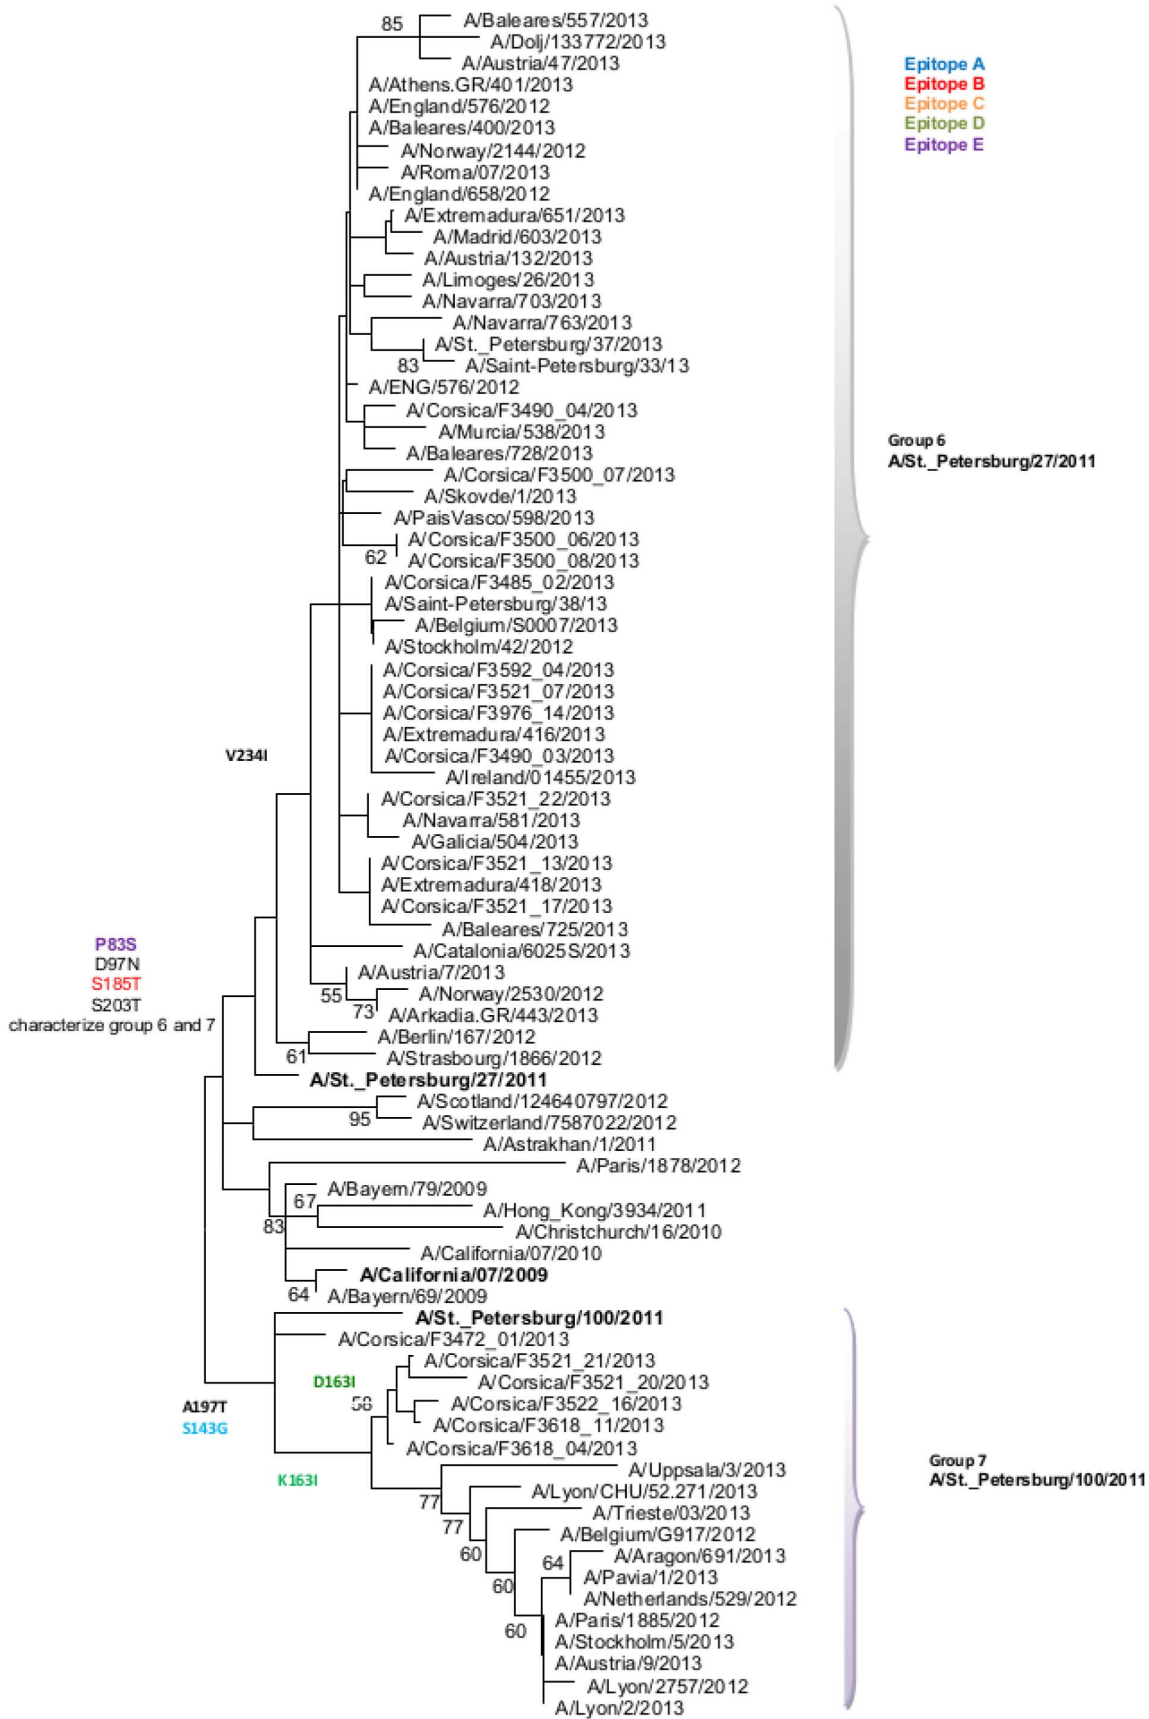 85
A/Baleares/557/2013
A/Dolj/133772/2013
A/Austria/47/2013
A/Athens.GR/401/2013
A/England/576/2012
A/Baleares/400/2013
A/Norway/2144/2012
A/Roma/07/2013
A/England/658/2012
A/Extremadura/651/2013
A/Madrid/603/2013
A/Austria/132/2013
A/Limoges/26/2013
A/Navarra/703/2013
A/Navarra/763/2013
A/St._Petersburg/37/2013
83
A/Saint-Petersburg/33/13
A/ENG/576/2012
A/Corsica/F3490_04/2013
A/Murcia/538/2013
A/Baleares/728/2013
A/Corsica/F3500_07/2013
A/Skovde/1/2013
A/PaisVasco/598/2013
A/Corsica/F3500_06/2013
62
A/Corsica/F3500_08/2013
A/Corsica/F3485_02/2013
A/Saint-Petersburg/38/13
A/Belgium/S0007/2013
A/Stockholm/42/2012
A/Corsica/F3592_04/2013
A/Corsica/F3521_07/2013
A/Corsica/F3976_14/2013
A/Extremadura/416/2013
A/Corsica/F3490_03/2013
A/Ireland/01455/2013
A/Corsica/F3521_22/2013
A/Navarra/581/2013
A/Galicia/504/2013
A/Corsica/F3521_13/2013
A/Extremadura/418/2013
A/Corsica/F3521_17/2013
A/Baleares/725/2013
A/Catalonia/6025S/2013
A/Austria/7/2013
55
A/Norway/2530/2012
73
A/Arkadia.GR/443/2013
A/Berlin/167/2012
61
A/Strasbourg/1866/2012
A/St._Petersburg/27/2011
A/Scotland/124640797/2012
95
A/Switzerland/7587022/2012
A/Astrakhan/1/2011
A/Paris/1878/2012
A/Bayern/79/2009
67
A/Hong_Kong/3934/2011
83
A/Christchurch/16/2010
A/California/07/2010
A/California/07/2009
64
A/Bayern/69/2009
A/St._Petersburg/100/2011
A/Corsica/F3472_01/2013
A/Corsica/F3521_21/2013
A/Corsica/F3521_20/2013
58
A/Corsica/F3522_16/2013
A/Corsica/F3618_11/2013
A/Corsica/F3618_04/2013
A/Uppsala/3/2013
77
A/Lyon/CHU/52.271/2013
77
A/Trieste/03/2013
60
A/Belgium/G917/2012
64
A/Aragon/691/2013
60
A/Pavia/1/2013
A/Netherlands/529/2012
60
A/Paris/1885/2012
A/Stockholm/5/2013
A/Austria/9/2013
A/Lyon/2757/2012
A/Lyon/2/2013
V234I
P83S
D97N
S185T
S203T
characterize group 6 and 7
A197T
S143G
D163I
K163I
Epitope A
Epitope B
Epitope C
Epitope D
Epitope E
Group 6
A/St._Petersburg/27/2011
Group 7
A/St._Petersburg/100/2011